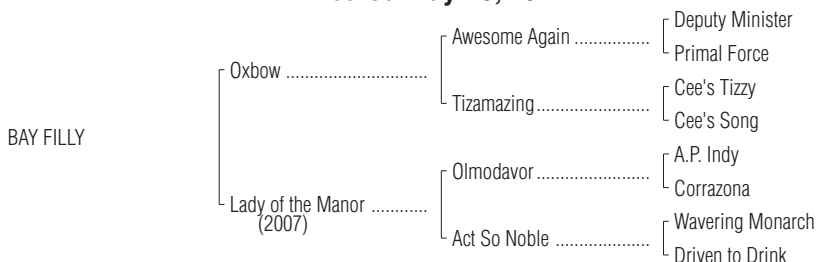 Deputy Minister
Awesome Again ................
Primal Force
Oxbow ..............................
Cee's Tizzy
Tizamazing........................
Cee's Song
BAY FILLY
A.P. Indy
Olmodavor ........................
Corrazona
Lady of the Manor ............
(2007)
Wavering Monarch
Act So Noble ....................
Driven to Drink